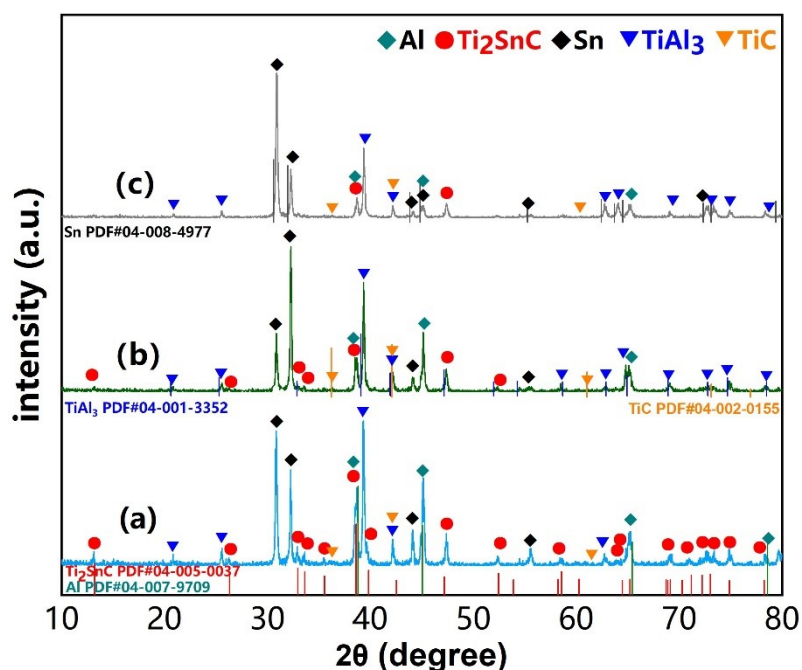 Al Ti₂SnC Sn TiAl₃ TiC
(c)
Sn PDF#04-008-4977
(b)
TiAl₃ PDF#04-001-3352
TiC PDF#04-002-0155
(a)
Ti₂SnC PDF#04-005-0037
Al PDF#04-007-9709
intensity (a.u.)
10 20 30 40 50 60 70 80
2θ (degree)